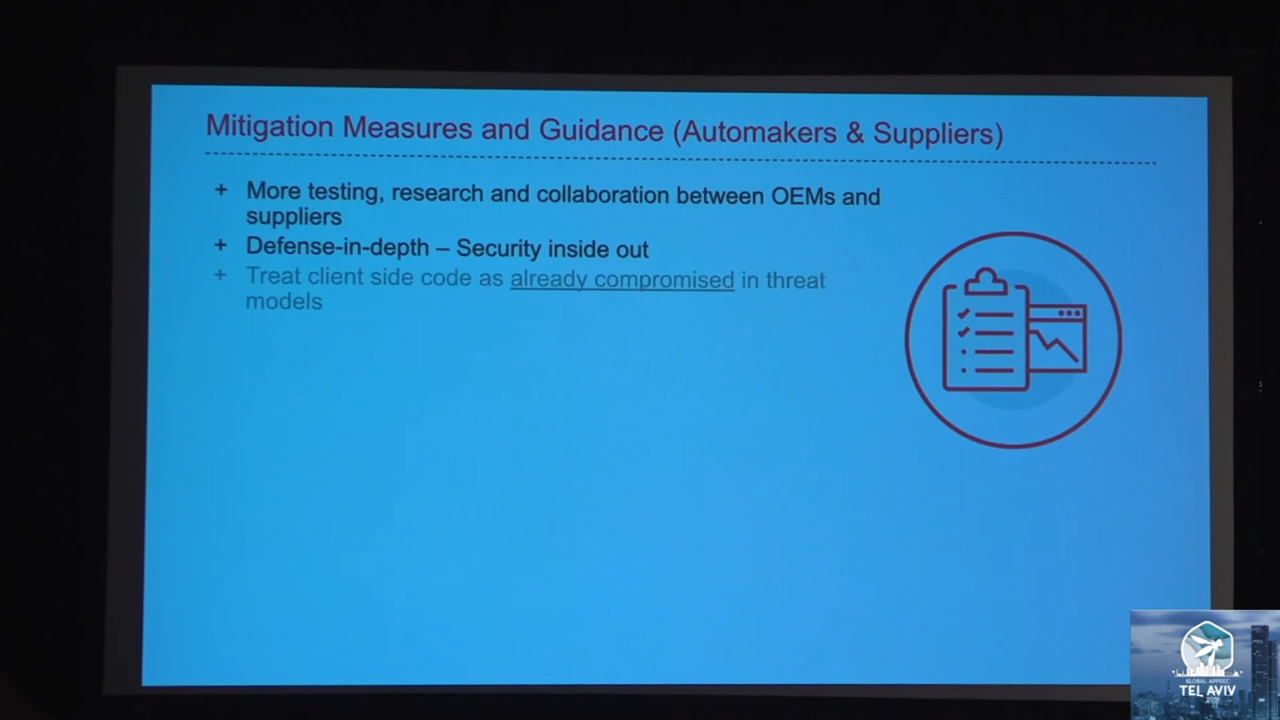 Mitigation Measures and Guidance (Automakers & Suppliers)
+ More testing, research and collaboration between OEMs and
suppliers
+ Defense-in-depth – Security inside out
+ Treat client side code as already compromised in threat
models
GLOBAL APPSEC
TEL AVIV